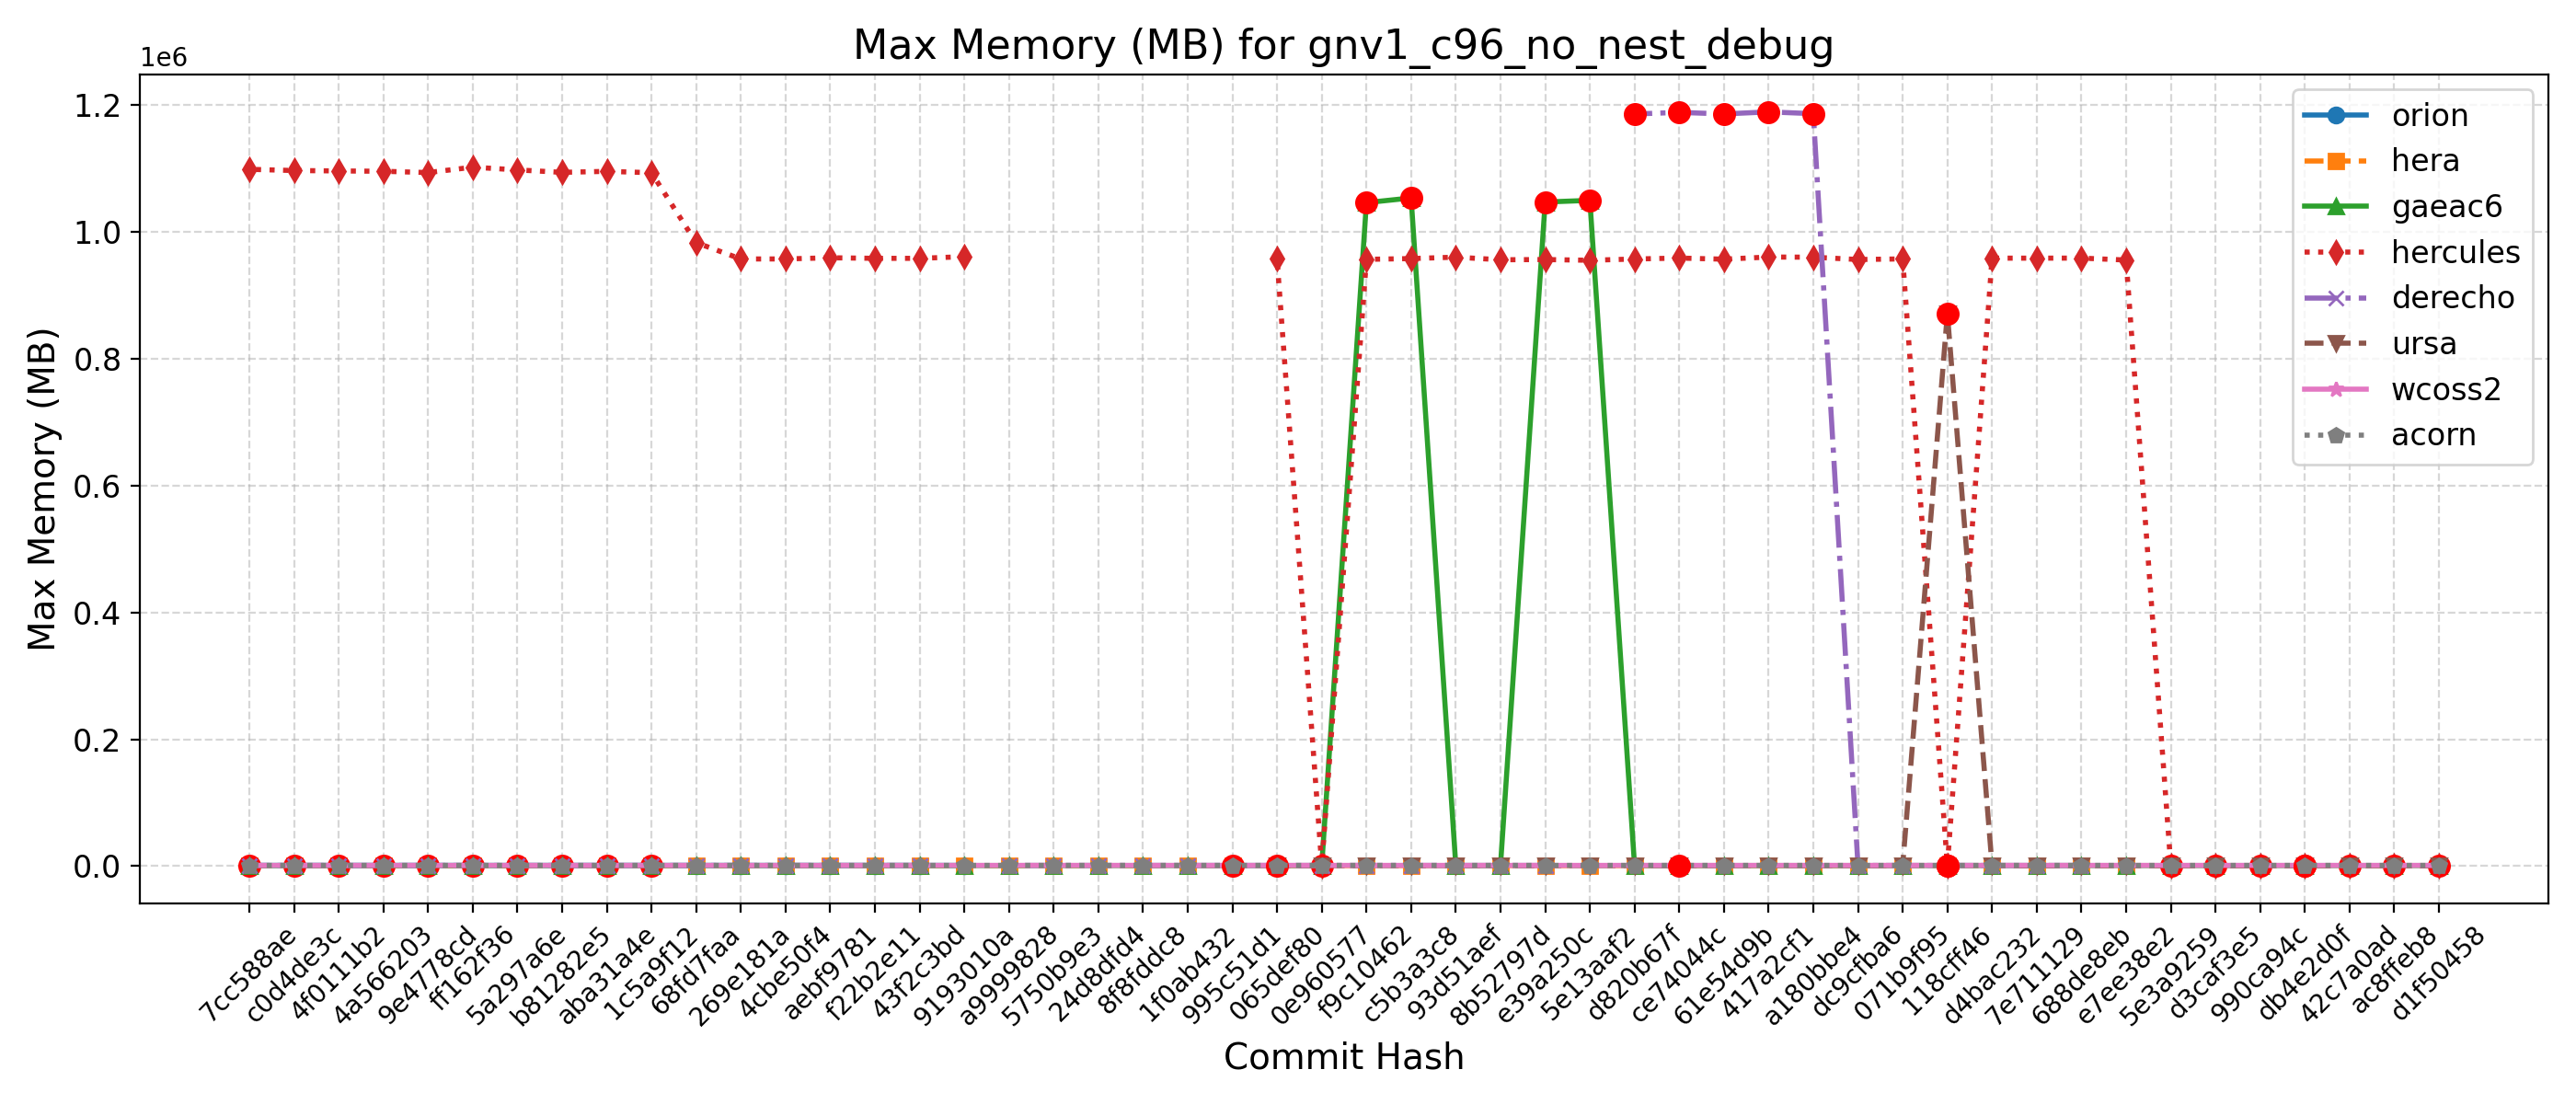 Max Memory (MB) for gnv1_c96_no_nest_debug
1e6
1.2
1.0
0.8
0.6
0.4
0.2
0.0
Max Memory (MB)
orion
hera
gaeac6
hercules
derecho
ursa
wcoss2
acorn
7cc588ae
c0d4de3c
4f0111b2
4a566203
9e4778cd
ff162f36
5a297a6e
b81282e5
aba31a4e
1c5a9f12
68fd7faa
269e181a
4cbe50f4
aebf9781
f22b2e11
43f2c3bd
9193010a
a9999828
5750b9e3
24d8dfd4
8f8fddc8
1f0ab432
995c51d1
065def80
0e960577
f9c10462
c5b3a3c8
93d51aef
8b52797d
e39a250c
5e13aaf2
d820b67f
ce74044c
61e54d9b
417a2cf1
a180bbe4
dc9cfba6
071b9f95
118cff46
d4bac232
7e711129
688de8eb
e7ee38e2
5e3a9259
d3caf3e5
990ca94c
db4e2d0f
42c7a0ad
ac8ffeb8
d1f50458
Commit Hash